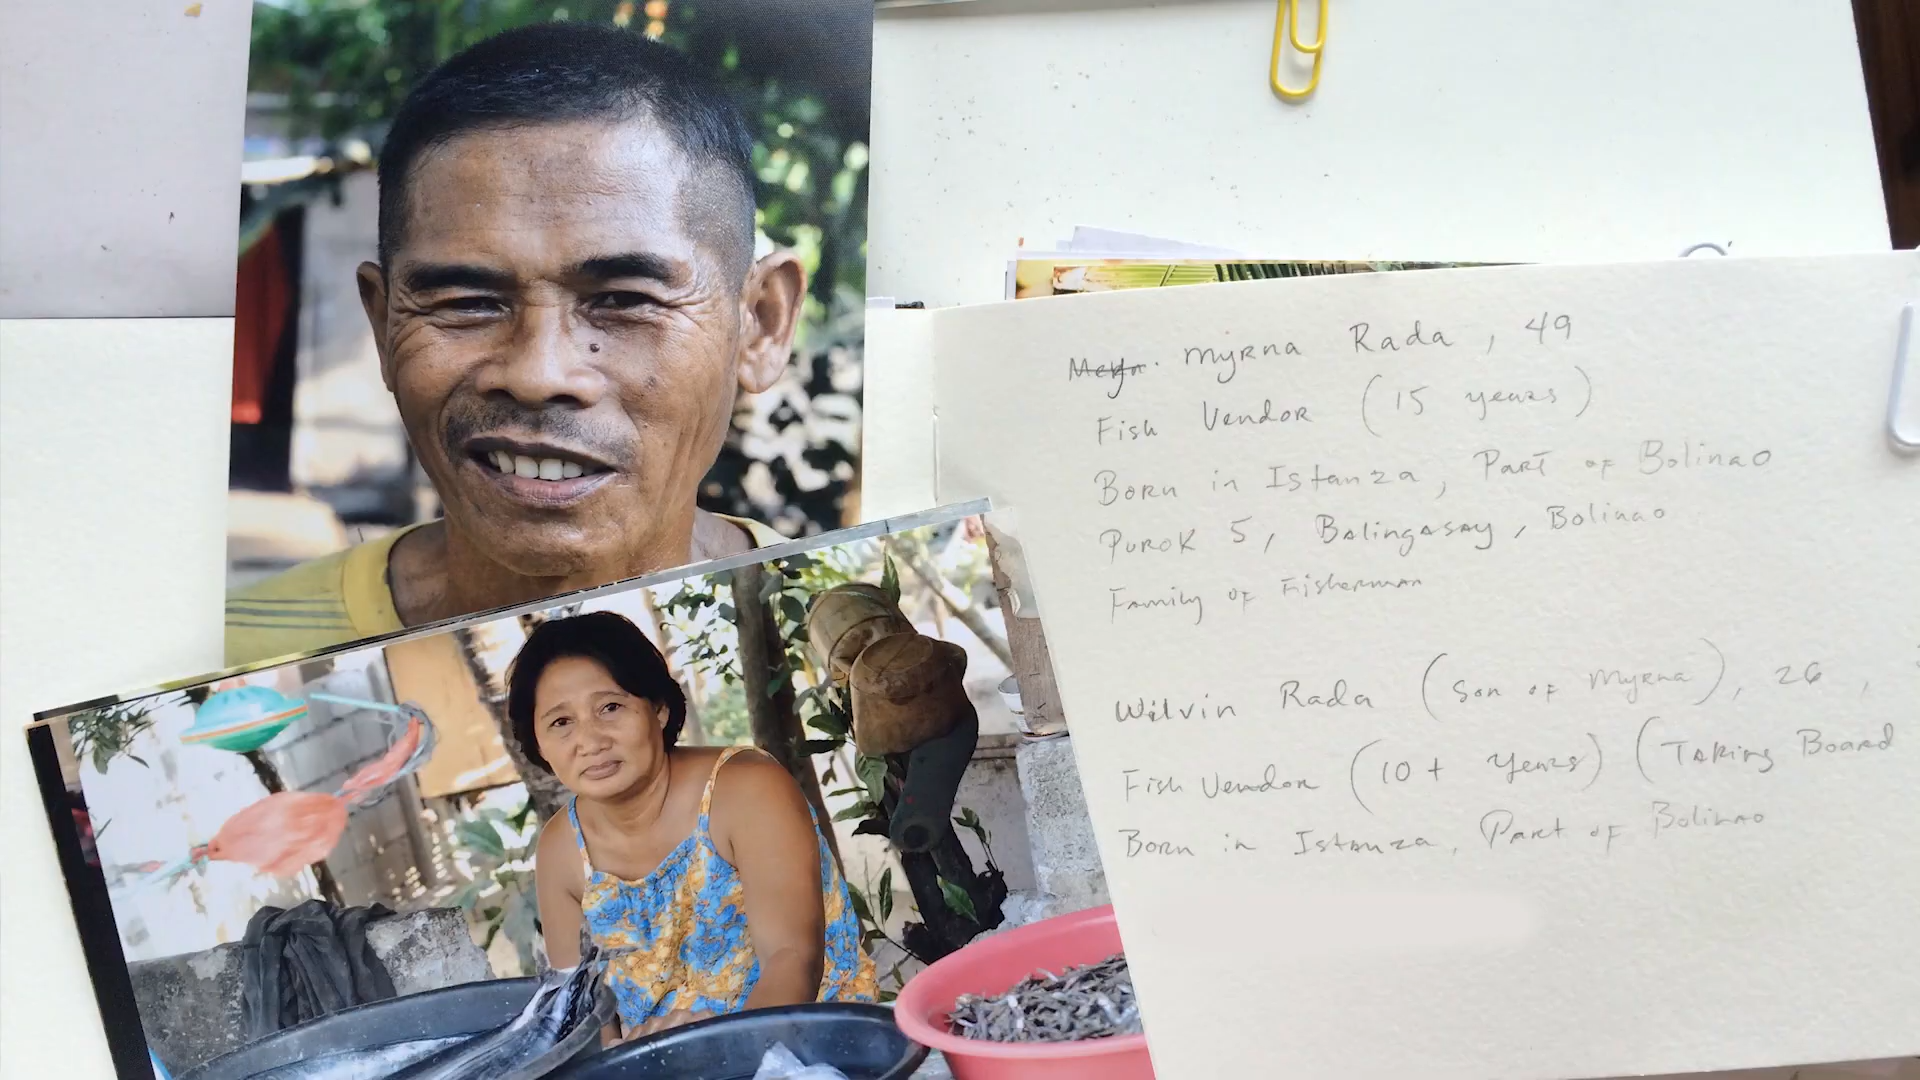 Myrna Rada, 49
Fish Vendor (15 years)
Born in Istanza, Part of Bolinao
Purok 5, Balingasay, Bolinao
Family of Fisherman
Wilvin Rada (Son of Myrna), 26,
Fish Vendor (10+ years) (Taking Board
Born in Istanza, Part of Bolinao